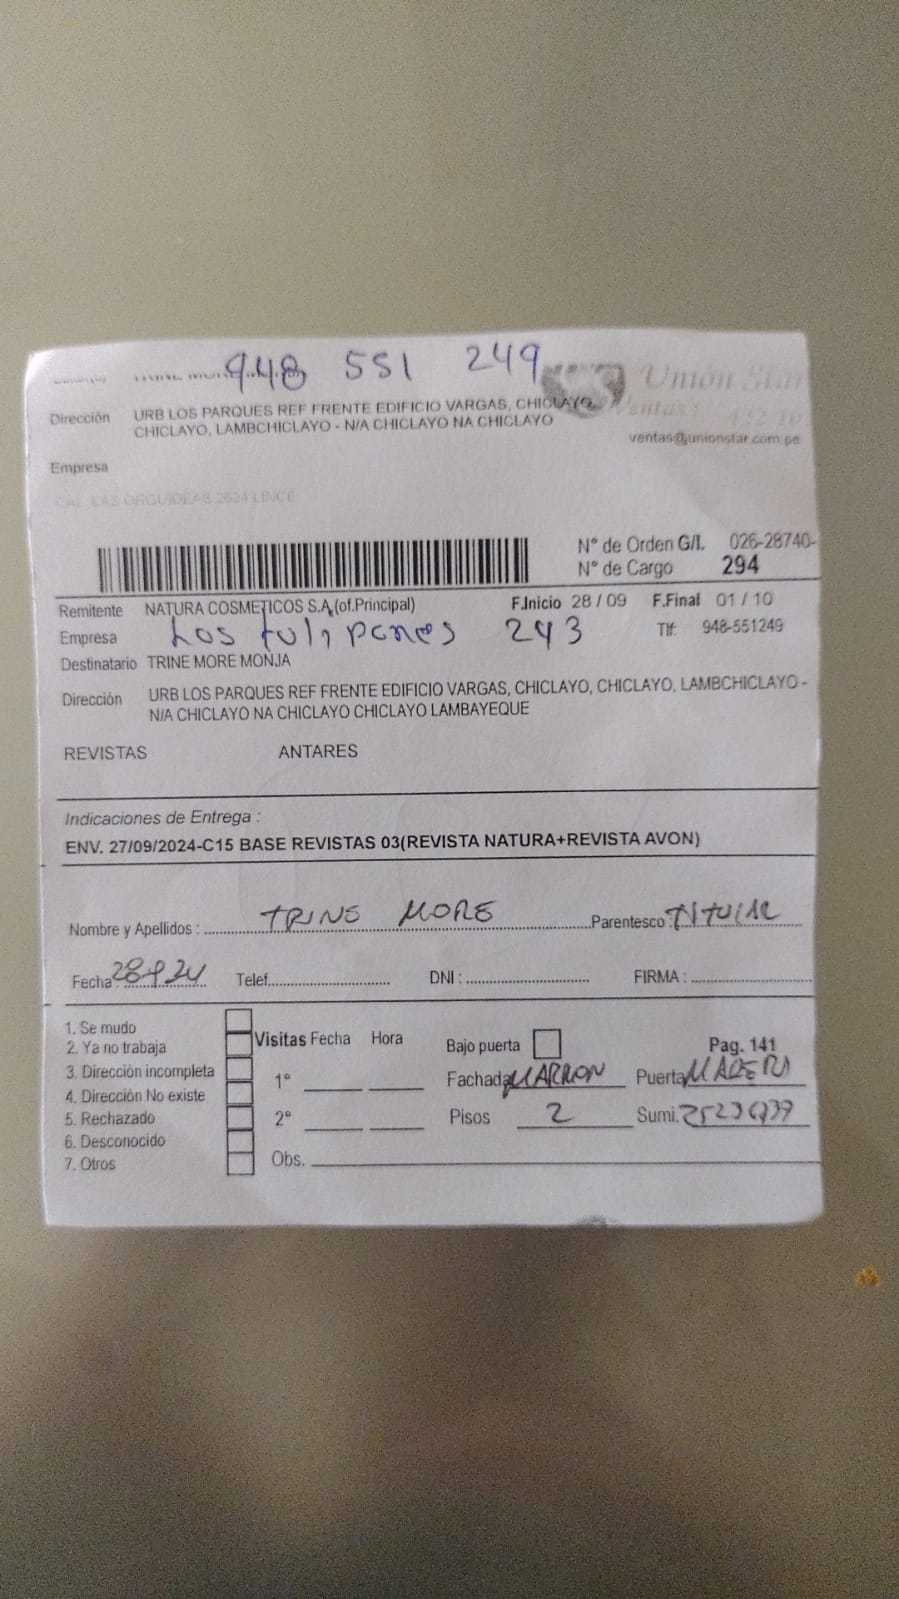 948 551 249
Unión Star
Dirección URB LOS PARQUES REF FRENTE EDIFICIO VARGAS, CHICLAYO,
CHICLAYO, LAMBCHICLAYO - N/A CHICLAYO NA CHICLAYO
ventas@unionstar.com.pe
Empresa
N° de Orden G/I. 026-28740-
N° de Cargo 294
Remitente NATURA COSMETICOS S.A.(of.Principal) F.Inicio 28 / 09 F.Final 01 / 10
Empresa Los tulipanes 243 Tlf: 948-551249
Destinatario TRINE MORE MONJA
Dirección URB LOS PARQUES REF FRENTE EDIFICIO VARGAS, CHICLAYO, CHICLAYO, LAMBCHICLAYO -
N/A CHICLAYO NA CHICLAYO CHICLAYO LAMBAYEQUE
REVISTAS ANTARES
Indicaciones de Entrega :
ENV. 27/09/2024-C15 BASE REVISTAS 03(REVISTA NATURA+REVISTA AVON)
Nombre y Apellidos : TRINE MORE Parentesco : TITULAR
Fecha : 28-9-24 Telef. DNI : FIRMA :
1. Se mudo
2. Ya no trabaja
3. Dirección incompleta
4. Dirección No existe
5. Rechazado
6. Desconocido
7. Otros
Visitas Fecha Hora
1°
2°
Obs.
Bajo puerta Pag. 141
Fachada MARRON Puerta MADERA
Pisos 2 Sumi.